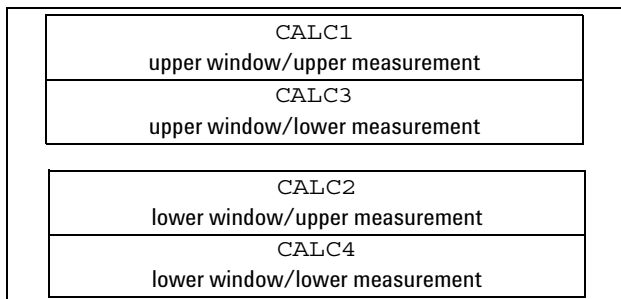 CALC1
upper window/upper measurement
CALC3
upper window/lower measurement
CALC2
lower window/upper measurement
CALC4
lower window/lower measurement